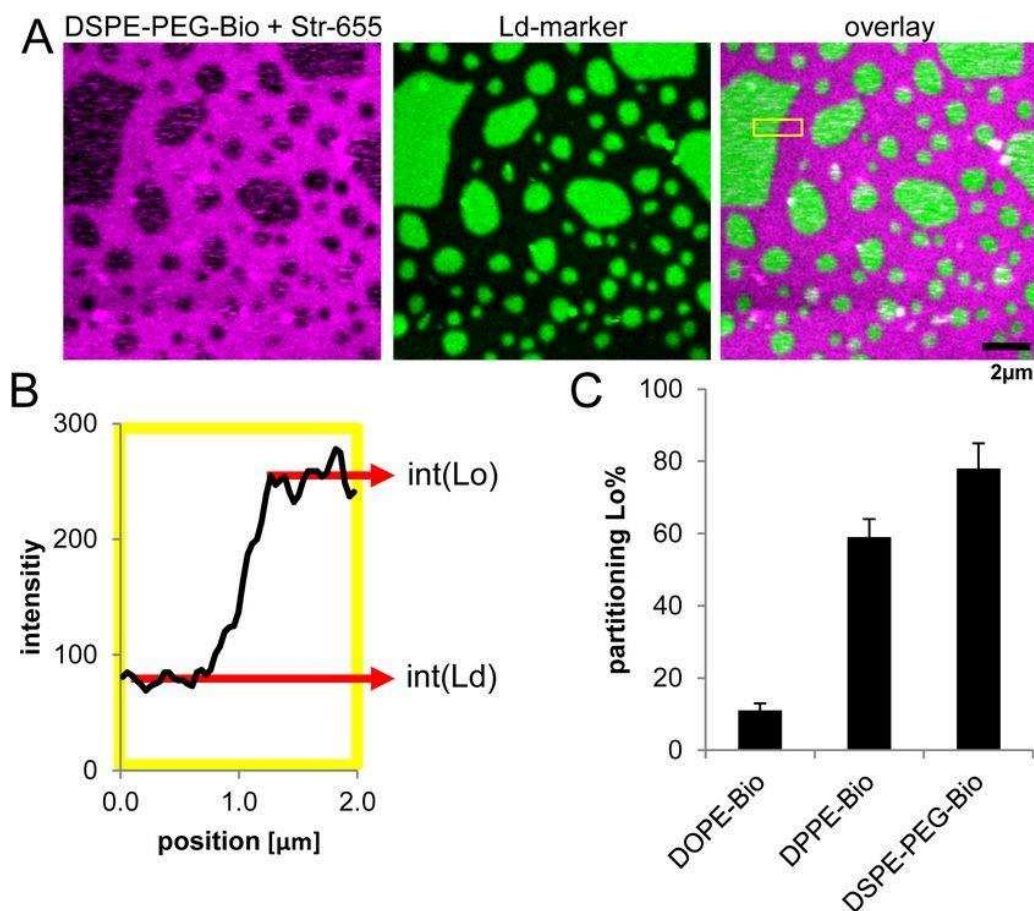 A
DSPE-PEG-Bio + Str-655
Ld-marker
overlay
2µm
B
300
200
100
0
intensitiy
0.0 1.0 2.0
position [µm]
int(Lo)
int(Ld)
C
100
80
60
40
20
0
partitioning Lo%
DOPE-Bio
DPPE-Bio
DSPE-PEG-Bio